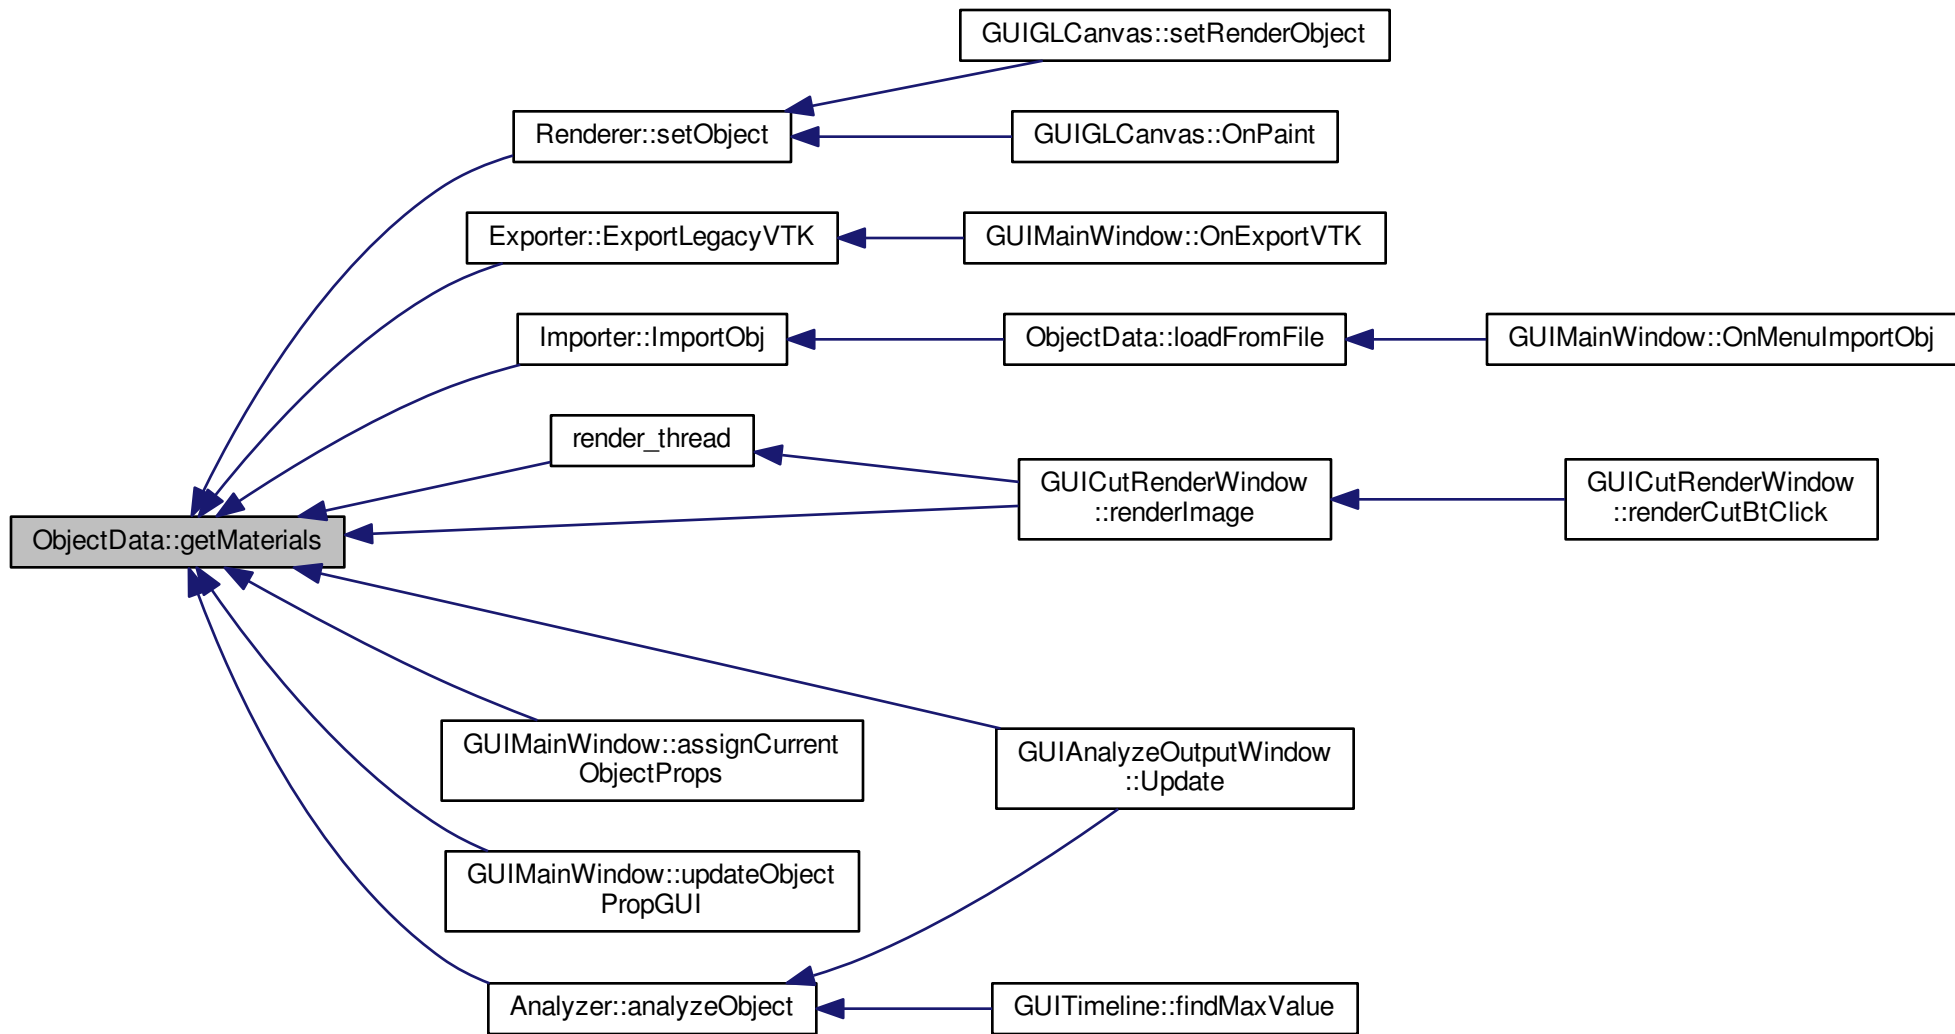 GUIGLCanvas::setRenderObject
Renderer::setObject
GUIGLCanvas::OnPaint
Exporter::ExportLegacyVTK
GUIMainWindow::OnExportVTK
Importer::ImportObj
ObjectData::loadFromFile
GUIMainWindow::OnMenuImportObj
render_thread
GUICutRenderWindow
::renderImage
GUICutRenderWindow
::renderCutBtClick
ObjectData::getMaterials
GUIMainWindow::assignCurrent
ObjectProps
GUIAnalyzeOutputWindow
::Update
GUIMainWindow::updateObject
PropGUI
Analyzer::analyzeObject
GUITimeline::findMaxValue